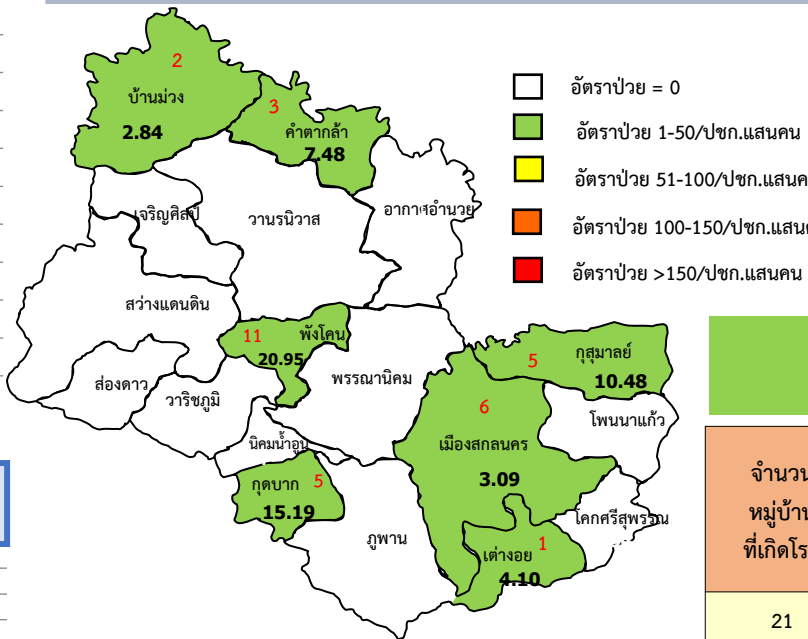 2
บ้านม่วง
2.84
3
คำตากล้า
7.48
เจริญศิลป์
วานรนิวาส
อากาศอำนวย
สว่างแดนดิน
11
พังโคน
20.95
ส่องดาว
วาริชภูมิ
พรรณานิคม
5
กุสุมาลย์
10.48
6
เมืองสกลนคร
3.09
โพนนาแก้ว
นิคมน้ำอูน
กุดบาก
5
15.19
ภูพาน
โคกศรีสุพรรณ
เต่างอย
1
4.10
อัตราป่วย = 0
อัตราป่วย 1-50/ปชก.แสนคน
อัตราป่วย 51-100/ปชก.แสนค
อัตราป่วย 100-150/ปชก.แสน
อัตราป่วย >150/ปชก.แสนคน
จำนวน
หมู่บ้าน
ที่เกิดโร
21